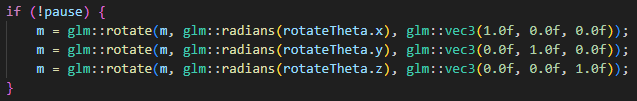 if (!pause) {
    m = glm::rotate(m, glm::radians(rotateTheta.x), glm::vec3(1.0f, 0.0f, 0.0f));
    m = glm::rotate(m, glm::radians(rotateTheta.y), glm::vec3(0.0f, 1.0f, 0.0f));
    m = glm::rotate(m, glm::radians(rotateTheta.z), glm::vec3(0.0f, 0.0f, 1.0f));
}